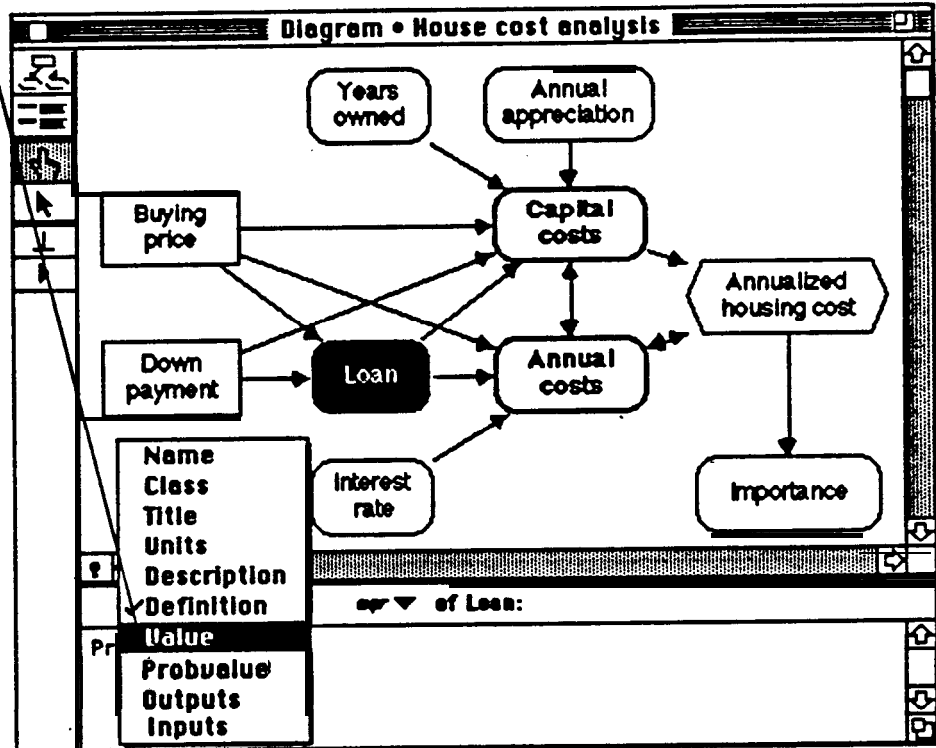 Diagram • House cost analysis
Years
owned
Annual
appreciation
Buying
price
Capital
costs
Annualized
housing cost
Down
payment
Loan
Annual
costs
Interest
rate
Importance
Name
Class
Title
Units
Description
Definition
Value
Probvalue
Outputs
Inputs
of Loan:
Pr